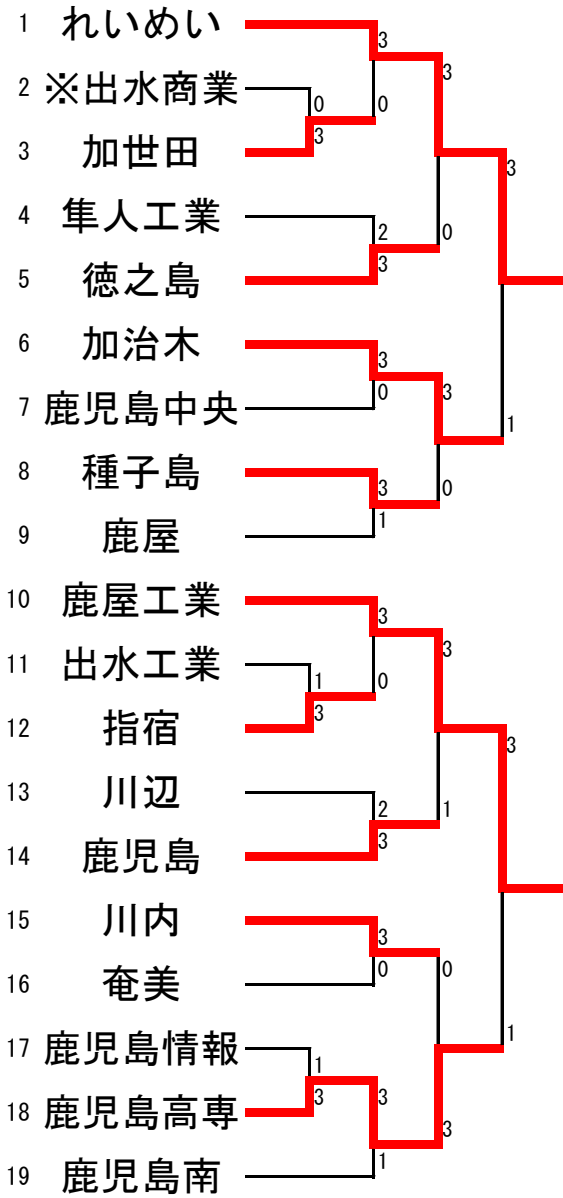 1 れいめい
3
2 ※出水商業
3
0
0
3 加世田
3
3
4 隼人工業
2
0
5 徳之島
3
6 加治木
3
7 鹿児島中央
0
3
1
8 種子島
3
0
9 鹿屋
1
10 鹿屋工業
3
11 出水工業
3
1
0
12 指宿
3
3
13 川辺
2
1
14 鹿児島
3
15 川内
3
16 奄美
0
0
17 鹿児島情報
1
1
18 鹿児島高専
3
3
3
19 鹿児島南
1